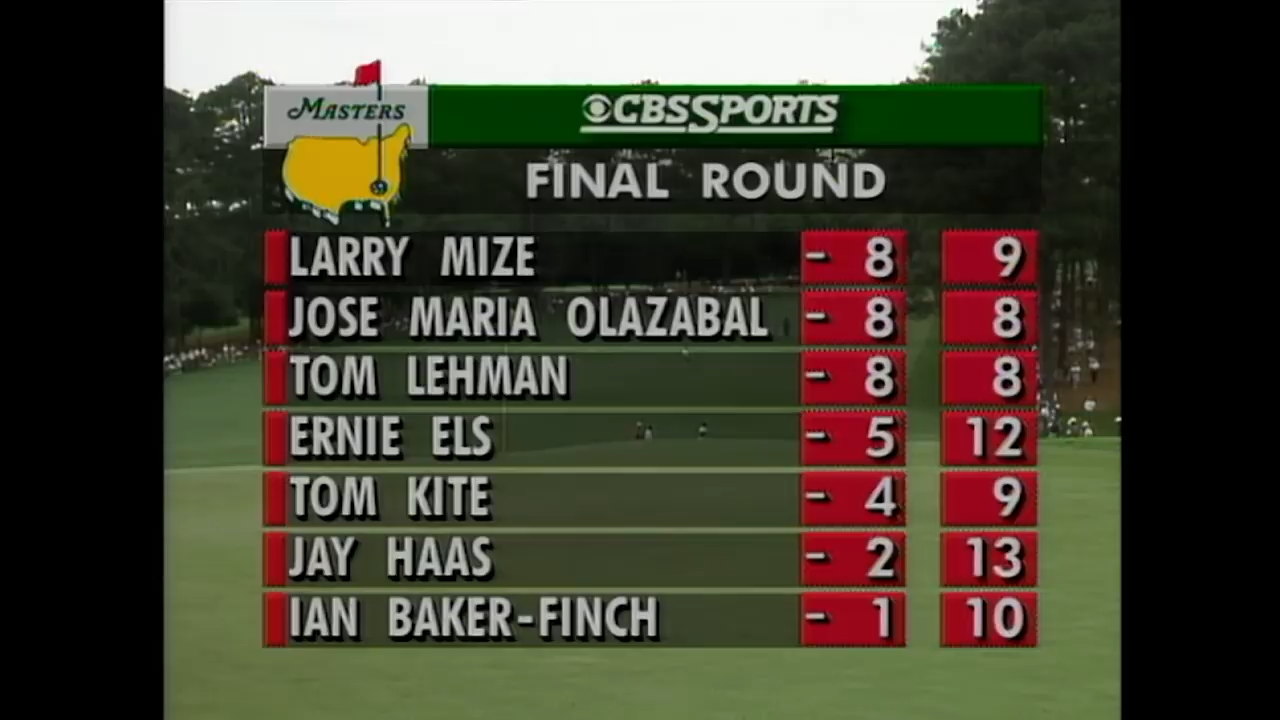 MASTERS
CBS SPORTS
FINAL ROUND
LARRY MIZE - 8 9
JOSE MARIA OLAZABAL - 8 8
TOM LEHMAN - 8 8
ERNIE ELS - 5 12
TOM KITE - 4 9
JAY HAAS - 2 13
IAN BAKER-FINCH - 1 10